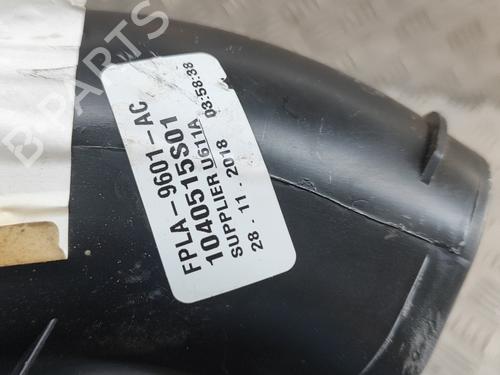 FPLA-9601-AC
1040515S01
SUPPLIER U611A 03:58:38
28 - 11 - 2018
B-PARTS